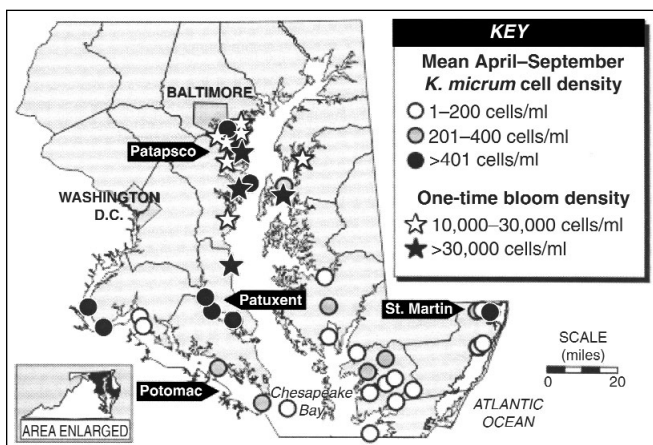 KEY
Mean April–September
K. micrum cell density
1–200 cells/ml
201–400 cells/ml
>401 cells/ml
One-time bloom density
10,000–30,000 cells/ml
>30,000 cells/ml
BALTIMORE
Patapsco
WASHINGTON
D.C.
Patuxent
St. Martin
SCALE
(miles)
0 20
Potomac
Chesapeake
Bay
ATLANTIC
OCEAN
AREA ENLARGED